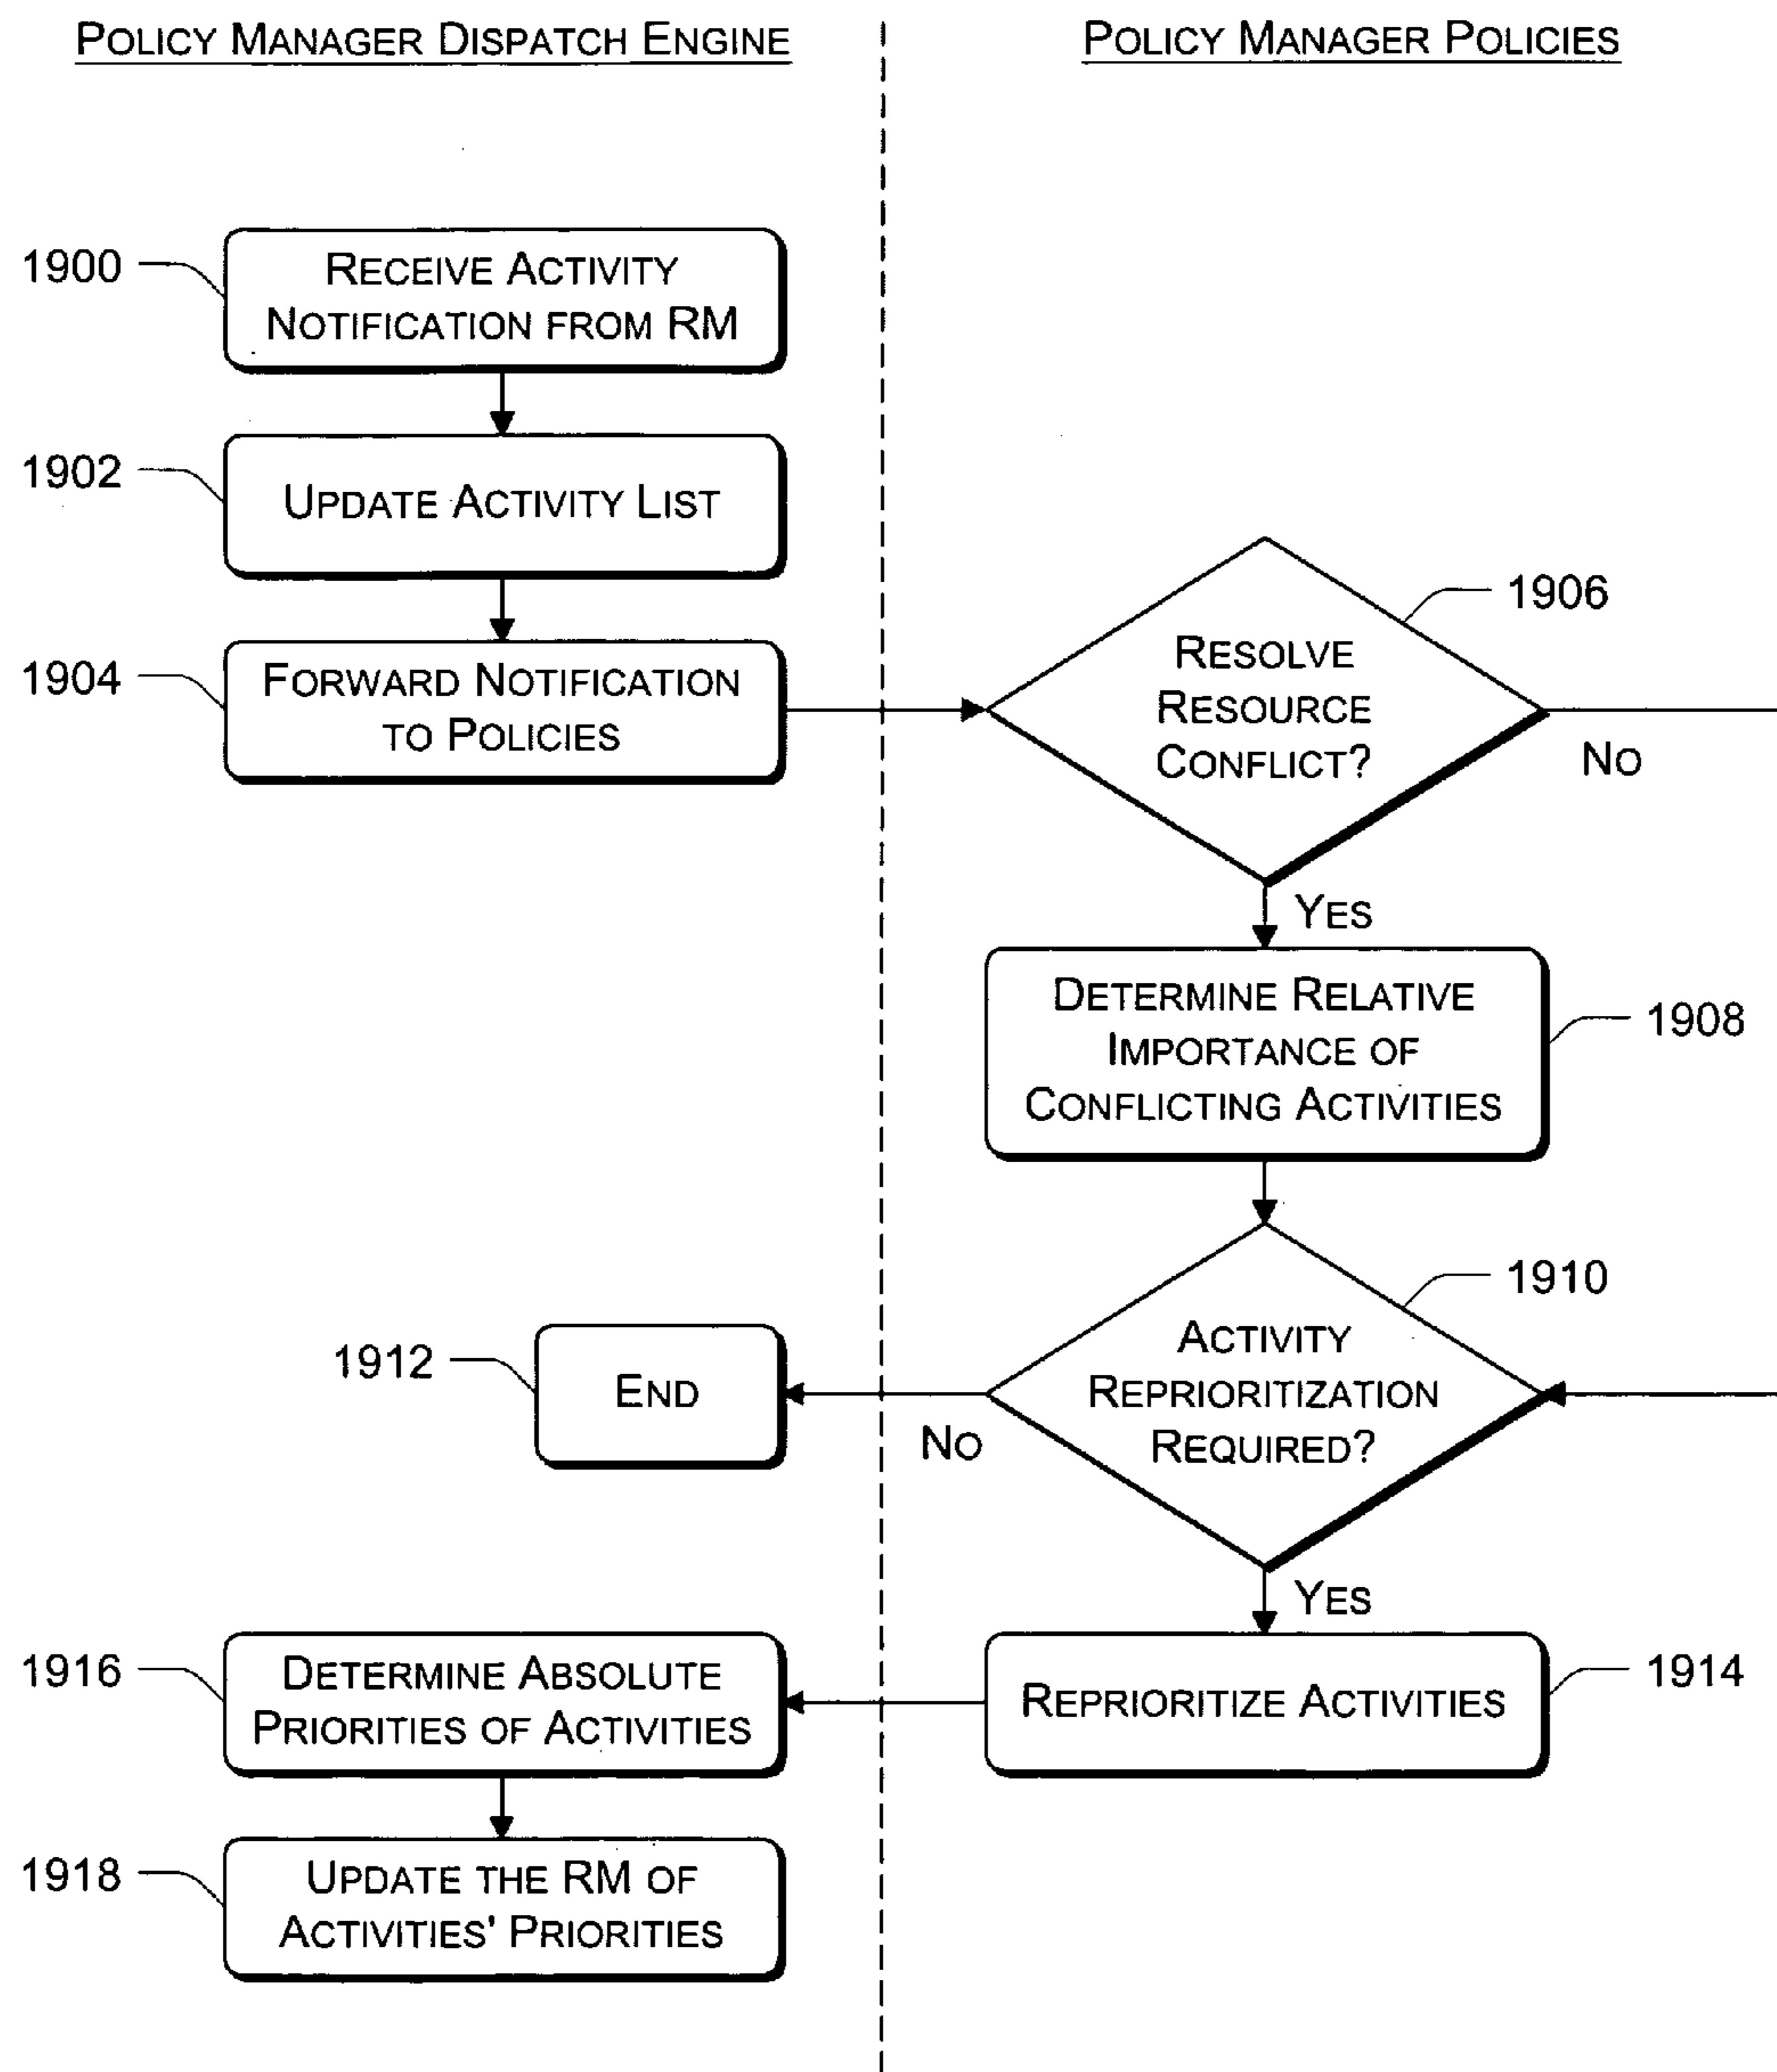 POLICY MANAGER DISPATCH ENGINE
POLICY MANAGER POLICIES
1900
RECEIVE ACTIVITY
NOTIFICATION FROM RM
1902
UPDATE ACTIVITY LIST
1904
FORWARD NOTIFICATION
TO POLICIES
1906
RESOLVE
RESOURCE
CONFLICT?
NO
YES
DETERMINE RELATIVE
IMPORTANCE OF
CONFLICTING ACTIVITIES
1908
1910
ACTIVITY
REPRIORITIZATION
REQUIRED?
NO
1912
END
YES
REPRIORITIZE ACTIVITIES
1914
1916
DETERMINE ABSOLUTE
PRIORITIES OF ACTIVITIES
1918
UPDATE THE RM OF
ACTIVITIES' PRIORITIES